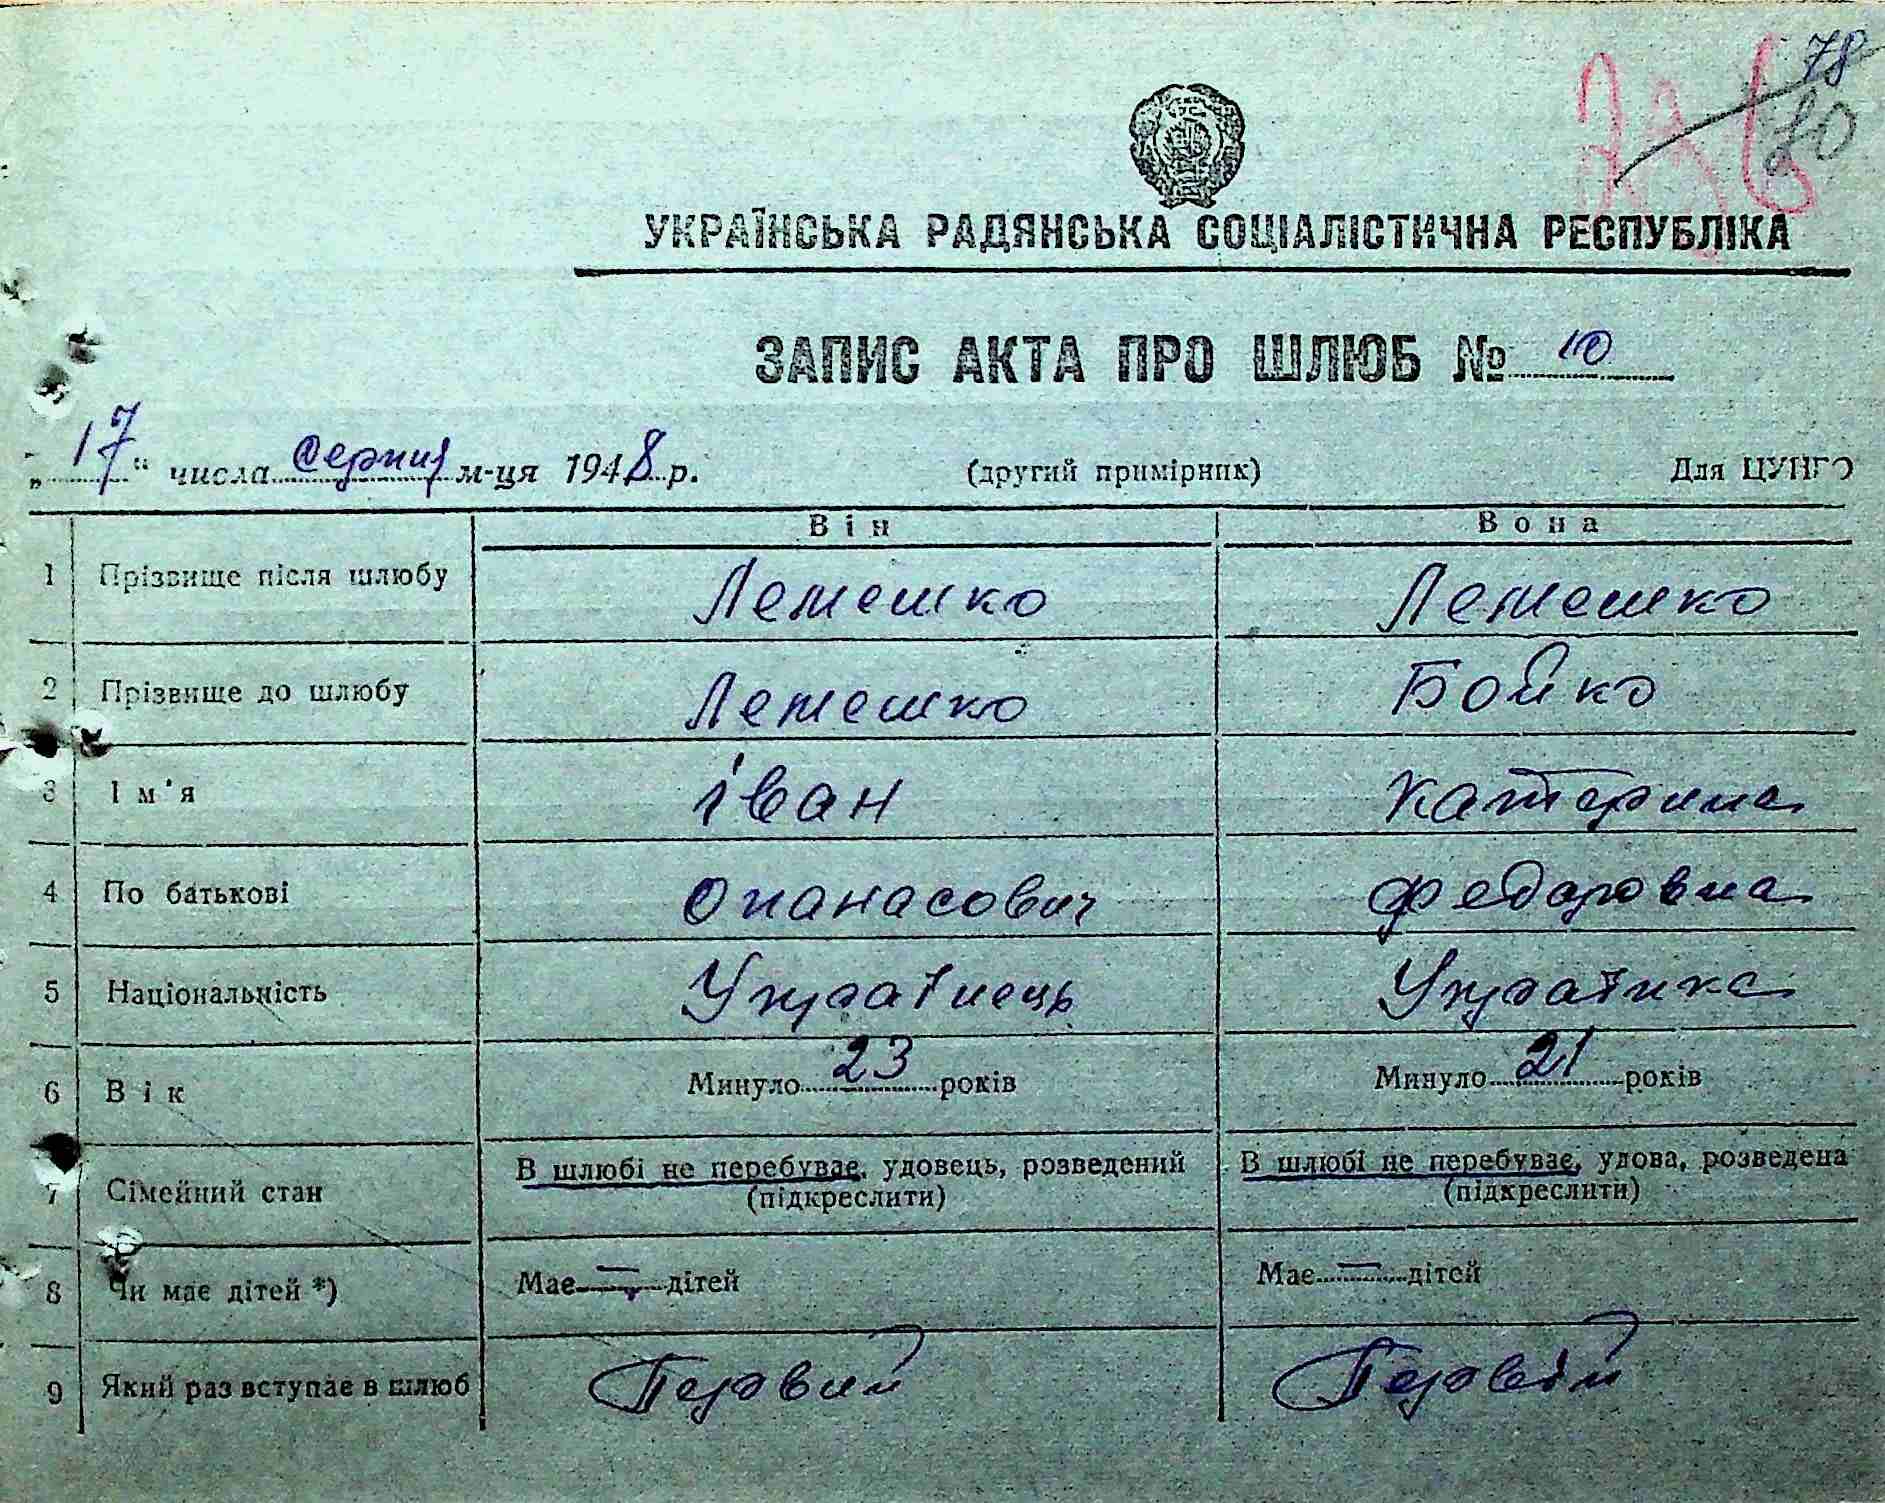 78
20
УКРАЇНСЬКА РАДЯНСЬКА СОЦІАЛІСТИЧНА РЕСПУБЛІКА
ЗАПИС АКТА ПРО ШЛЮБ № 10
„17“ числа серпня м-ця 1948 р. (другий примірник) Для ЦУНГО
Він Вона
1 Прізвище після шлюбу Лемешко Лемешко
2 Прізвище до шлюбу Лемешко Бойко
3 Ім'я Іван Катерина
4 По батькові Опанасович Федоровна
5 Національність Українець Українка
6 Вік Минуло 23 років Минуло 21 років
7 Сімейний стан В шлюбі не перебуває, удовець, розведений В шлюбі не перебуває, удова, розведена
(підкреслити) (підкреслити)
8 Чи має дітей *) Має — дітей Має — дітей
9 Який раз вступає в шлюб Первий Первій